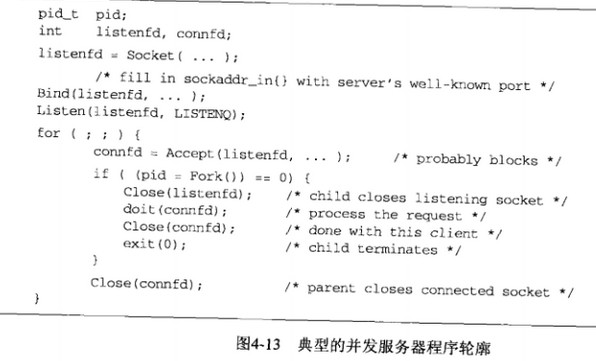 pid_t pid;
int listenfd, connfd;
listenfd = Socket( ... );
/* fill in sockaddr_in{} with server's well-known port */
Bind(listenfd, ... );
Listen(listenfd, LISTENQ);
for ( ; ; ) {
connfd = Accept(listenfd, ... ); /* probably blocks */
if ( (pid = Fork()) == 0) {
Close(listenfd); /* child closes listening socket */
doit(connfd); /* process the request */
Close(connfd); /* done with this client */
exit(0); /* child terminates */
}
Close(connfd); /* parent closes connected socket */
}
图4-13 典型的并发服务器程序轮廓